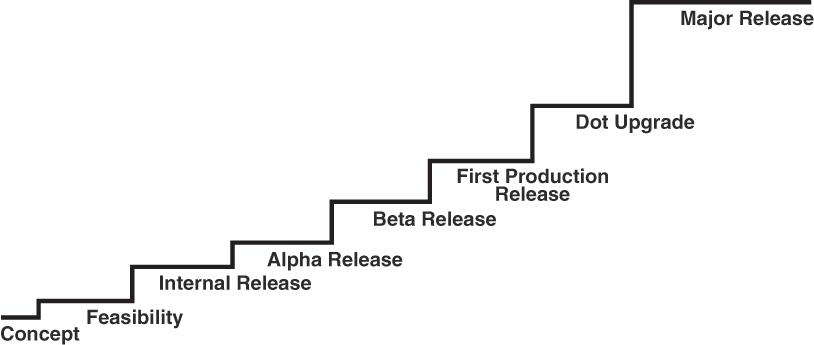 Major Release
Dot Upgrade
First Production
Release
Beta Release
Alpha Release
Internal Release
Feasibility
Concept